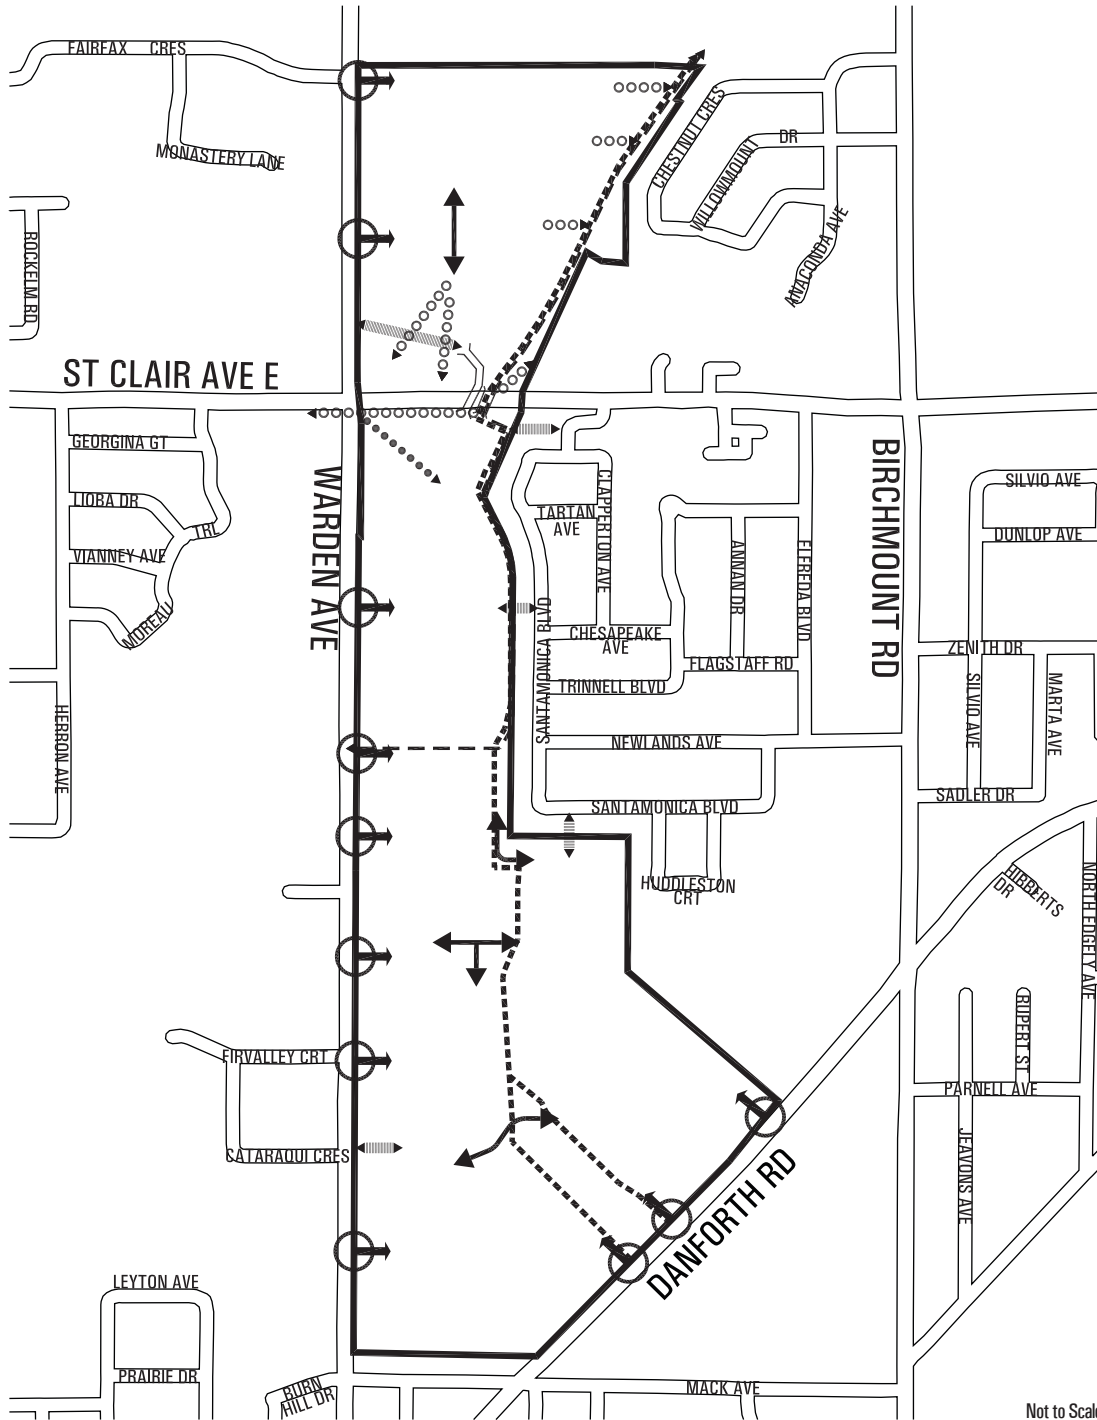 FAIRFAX CRES
MONASTERY LANE
CHESTNUT CRES
WILLOWMOUNT DR
ANACONDA AVE
ROCKELM RD
ST CLAIR AVE E
GEORGINA GT
LIOBA DR
VIANNEY AVE
MOREAU TRL
WARDEN AVE
HERRON AVE
TARTAN
AVE
CLAPPERTON AVE
ANNAN DR
ELFREDA BLVD
BIRCHMOUNT RD
SILVIO AVE
DUNLOP AVE
CHESAPEAKE
AVE
SANTAMONICA BLVD
FLAGSTAFF RD
TRINNELL BLVD
ZENITH DR
SILVIO AVE
MARTA AVE
NEWLANDS AVE
SANTAMONICA BLVD
SADLER DR
HUDDLESTON
CRT
HIBBERTS
DR
NORTH EDGELY AVE
RUPERT ST
FIRVALLEY CRT
PARNELL AVE
JEAVONS AVE
CATARAQUI CRES
DANFORTH RD
LEYTON AVE
PRAIRIE DR
BURN
HILL DR
MACK AVE
Not to Scale